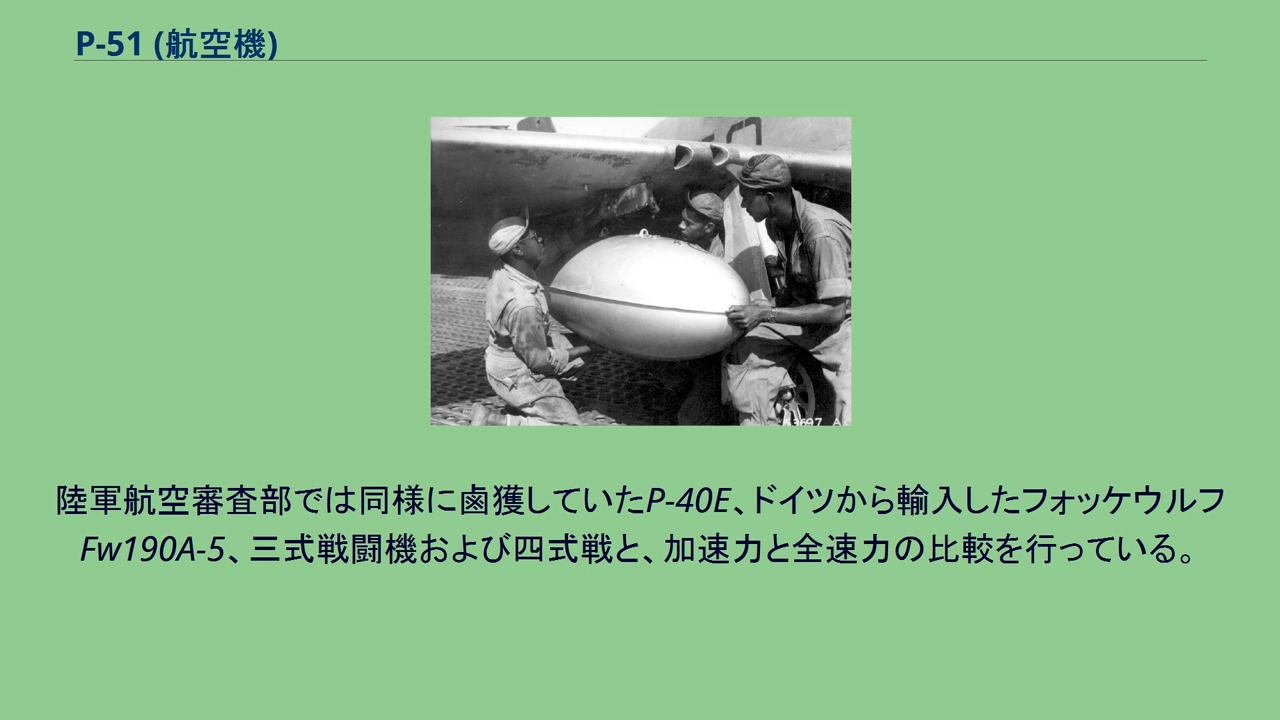 P-51 (航空機)
陸軍航空審査部では同様に鹵獲していたP-40E、ドイツから輸入したフォッケウルフ
Fw190A-5、三式戦闘機および四式戦と、加速力と全速力の比較を行っている。